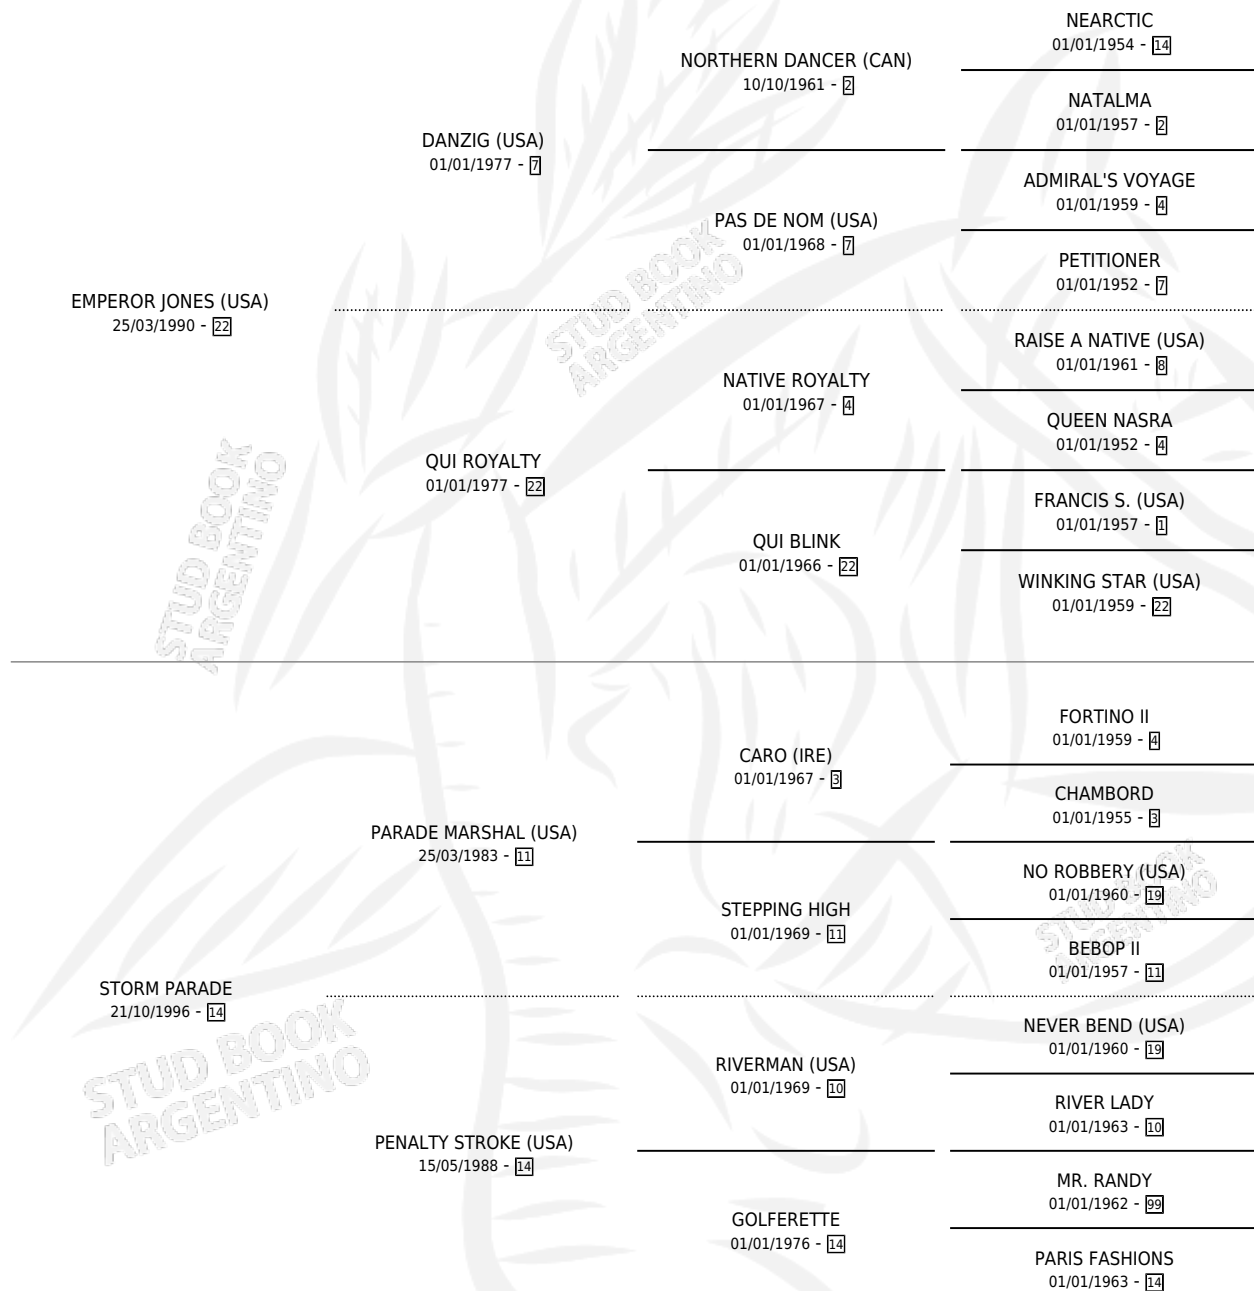 NEARCTIC
01/01/1954 - 14
NORTHERN DANCER (CAN)
10/10/1961 - 2
NATALMA
01/01/1957 - 2
DANZIG (USA)
01/01/1977 - 7
ADMIRAL'S VOYAGE
01/01/1959 - 4
PAS DE NOM (USA)
01/01/1968 - 7
PETITIONER
01/01/1952 - 7
EMPEROR JONES (USA)
25/03/1990 - 22
STUD BOOK
ARGENTINO
RAISE A NATIVE (USA)
01/01/1961 - 8
NATIVE ROYALTY
01/01/1967 - 4
QUEEN NASRA
01/01/1952 - 4
QUI ROYALTY
01/01/1977 - 22
FRANCIS S. (USA)
01/01/1957 - 1
QUI BLINK
01/01/1966 - 22
WINKING STAR (USA)
01/01/1959 - 22
STUD BOOK
ARGENTINO
FORTINO II
01/01/1959 - 4
CARO (IRE)
01/01/1967 - 3
CHAMBORD
01/01/1955 - 3
PARADE MARSHAL (USA)
25/03/1983 - 11
NO ROBBERY (USA)
01/01/1960 - 19
STEPPING HIGH
01/01/1969 - 11
STUD BOOK
ARGENTINO
BEBOP II
01/01/1957 - 11
STORM PARADE
21/10/1996 - 14
NEVER BEND (USA)
01/01/1960 - 19
RIVERMAN (USA)
01/01/1969 - 10
RIVER LADY
01/01/1963 - 10
STUD BOOK
ARGENTINO
PENALTY STROKE (USA)
15/05/1988 - 14
MR. RANDY
01/01/1962 - 99
GOLFERETTE
01/01/1976 - 14
PARIS FASHIONS
01/01/1963 - 14